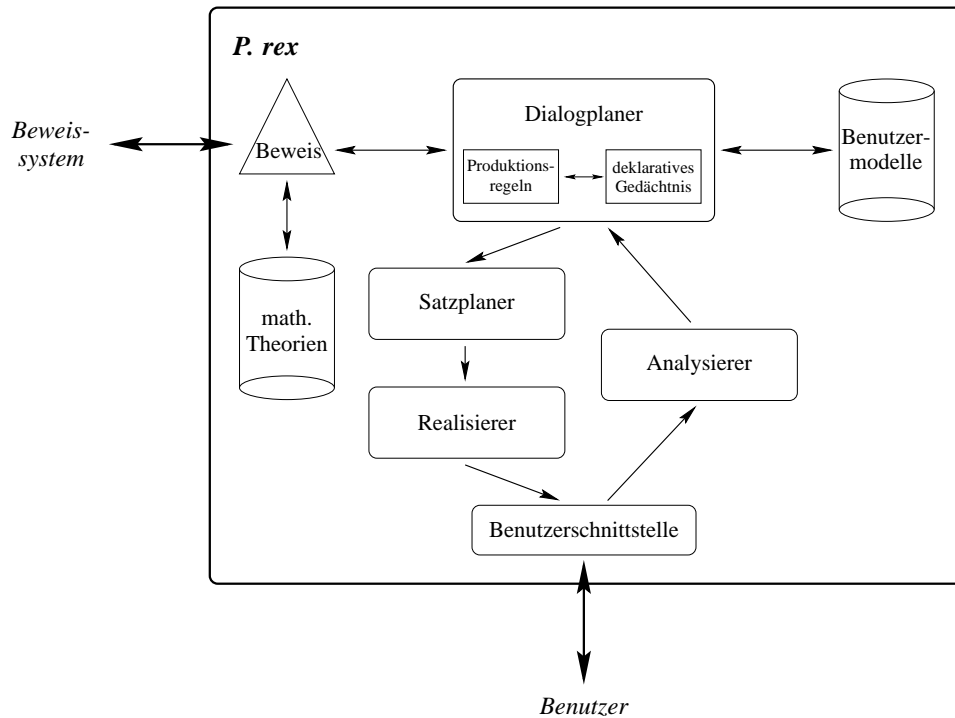 P. rex
Dialogplaner
Beweis-
system
Beweis
Produktions-
regeln
deklaratives
Gedächtnis
Benutzer-
modelle
math.
Theorien
Satzplaner
Analysierer
Realisierer
Benutzerschnittstelle
Benutzer